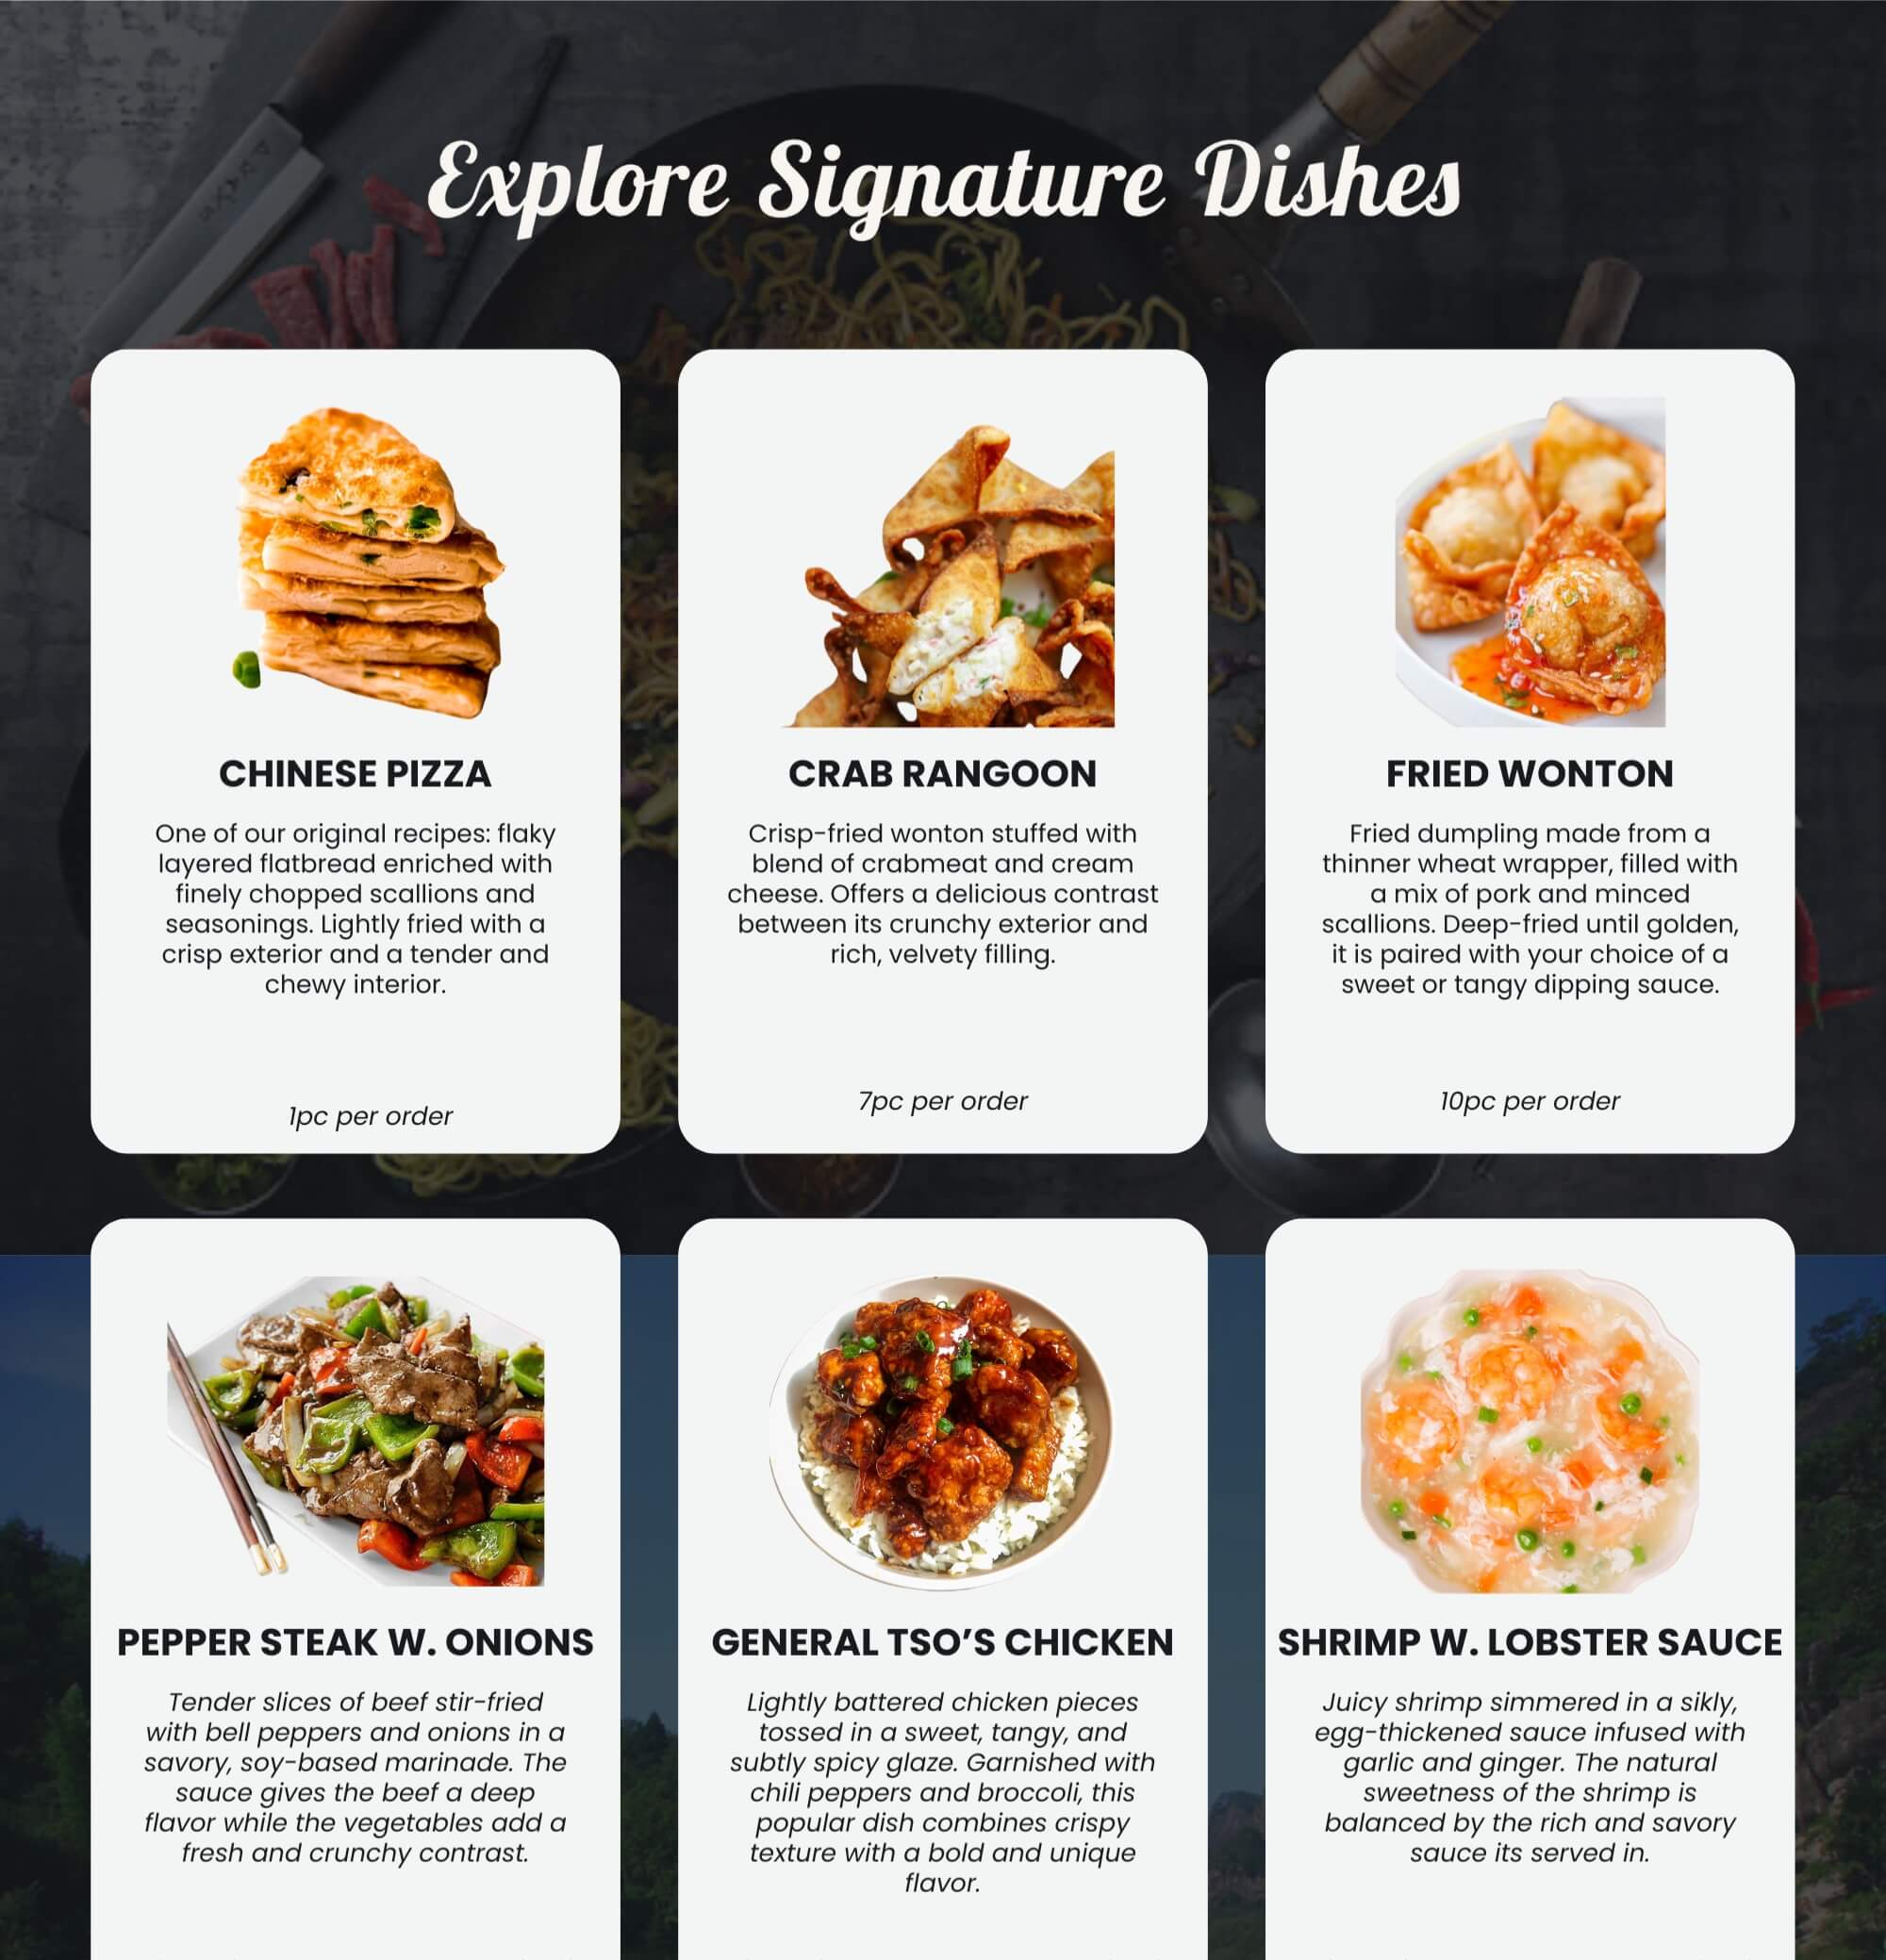 Explore Signature Dishes
CHINESE PIZZA
One of our original recipes: flaky
layered flatbread enriched with
finely chopped scallions and
seasonings. Lightly fried with a
crisp exterior and a tender and
chewy interior.
1pc per order
CRAB RANGOON
Crisp-fried wonton stuffed with
blend of crabmeat and cream
cheese. Offers a delicious contrast
between its crunchy exterior and
rich, velvety filling.
7pc per order
FRIED WONTON
Fried dumpling made from a
thinner wheat wrapper, filled with
a mix of pork and minced
scallions. Deep-fried until golden,
it is paired with your choice of a
sweet or tangy dipping sauce.
10pc per order
PEPPER STEAK W. ONIONS
Tender slices of beef stir-fried
with bell peppers and onions in a
savory, soy-based marinade. The
sauce gives the beef a deep
flavor while the vegetables add a
fresh and crunchy contrast.
GENERAL TSO’S CHICKEN
Lightly battered chicken pieces
tossed in a sweet, tangy, and
subtly spicy glaze. Garnished with
chili peppers and broccoli, this
popular dish combines crispy
texture with a bold and unique
flavor.
SHRIMP W. LOBSTER SAUCE
Juicy shrimp simmered in a sikly,
egg-thickened sauce infused with
garlic and ginger. The natural
sweetness of the shrimp is
balanced by the rich and savory
sauce its served in.